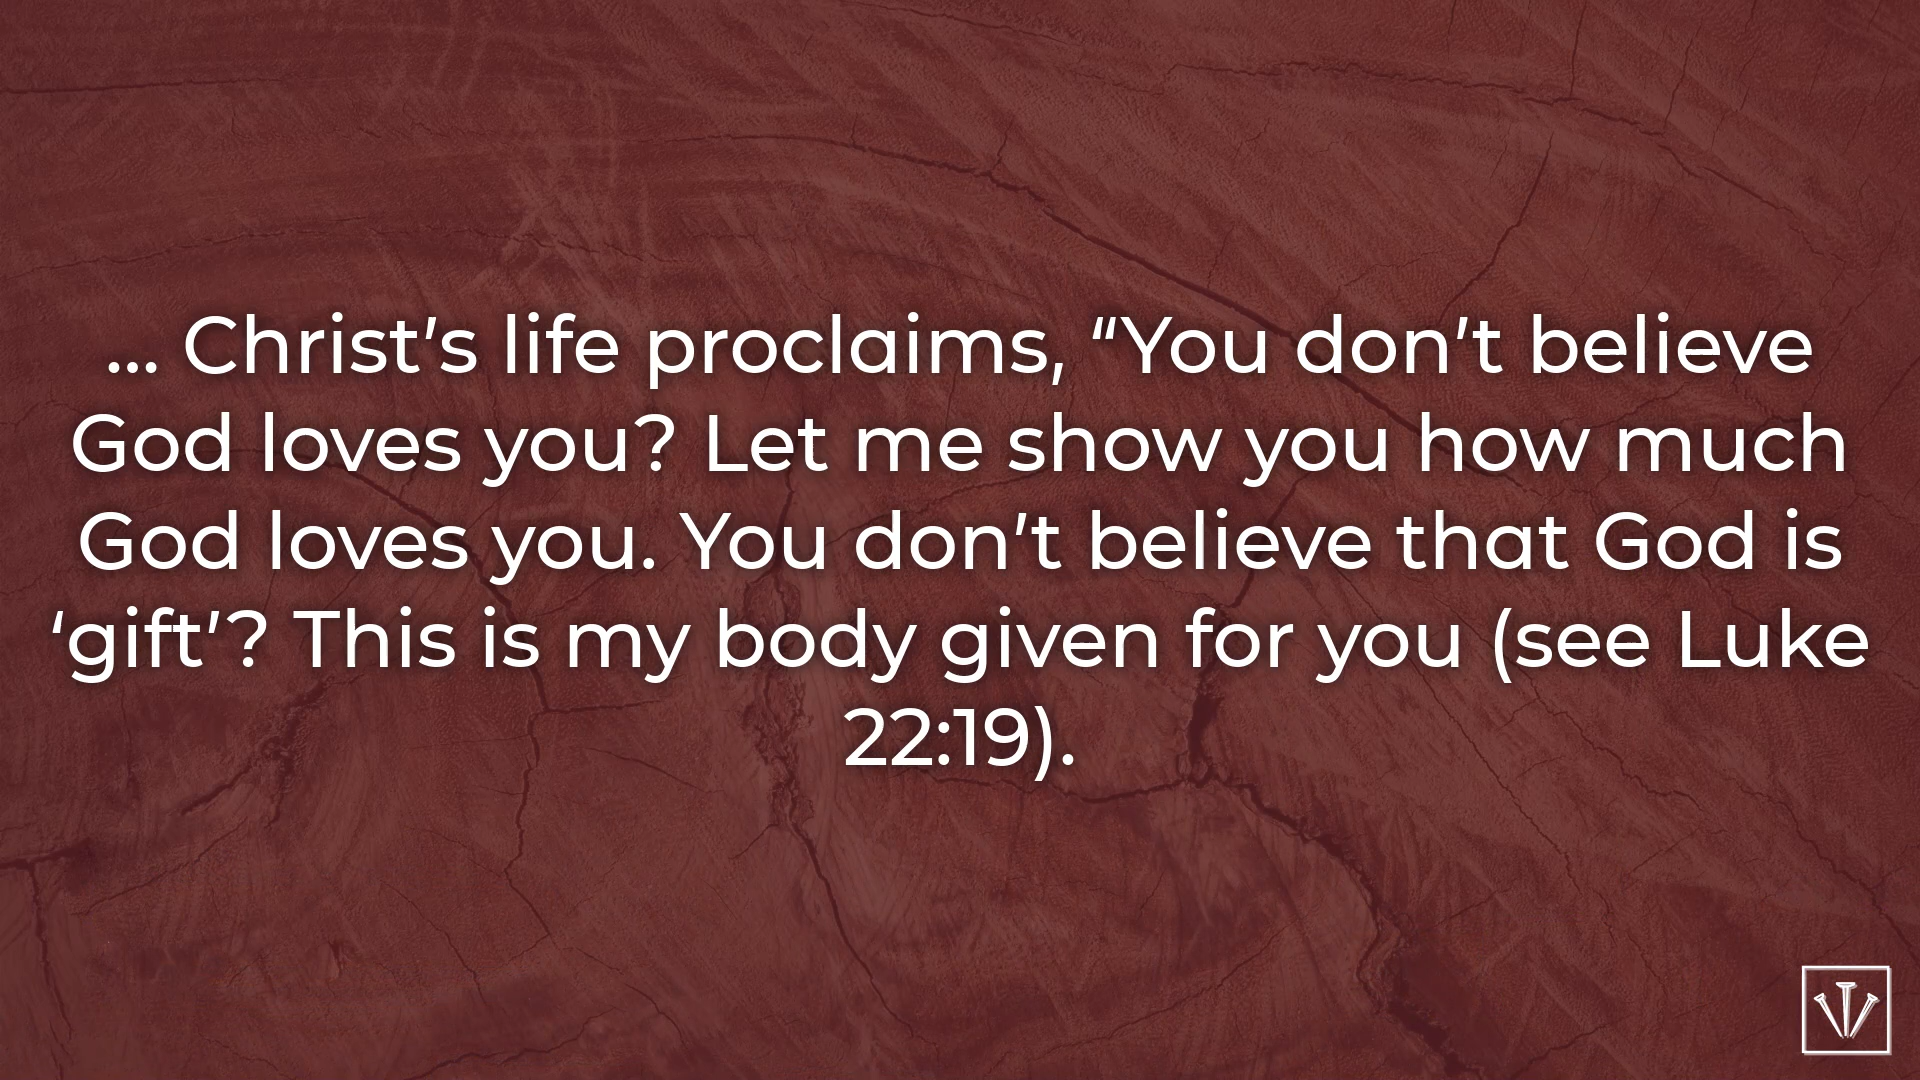 ... Christ’s life proclaims, “You don’t believe
God loves you? Let me show you how much
God loves you. You don’t believe that God is
‘gift’? This is my body given for you (see Luke
22:19).